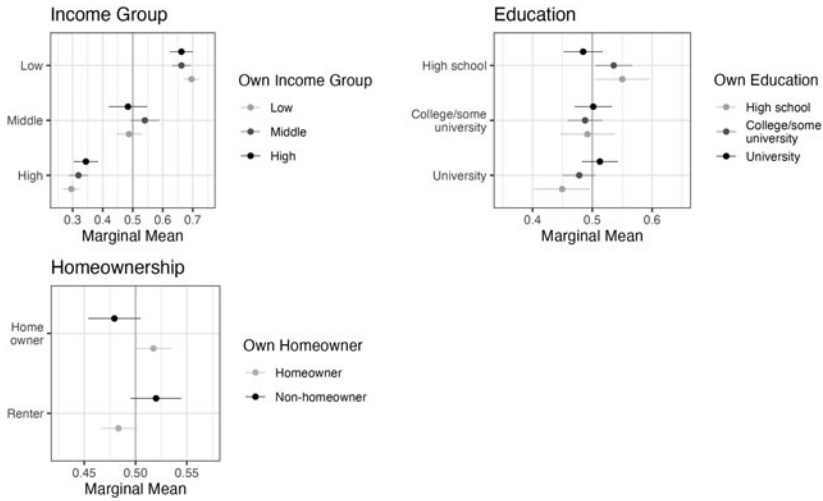 Income Group
Low
Middle
High
0.3 0.4 0.5 0.6 0.7
Marginal Mean
Own Income Group
Low
Middle
High
Education
High school
College/some
university
University
0.4 0.5 0.6
Marginal Mean
Own Education
High school
College/some
university
University
Homeownership
Home
owner
Renter
0.45 0.50 0.55
Marginal Mean
Own Homeowner
Homeowner
Non-homeowner